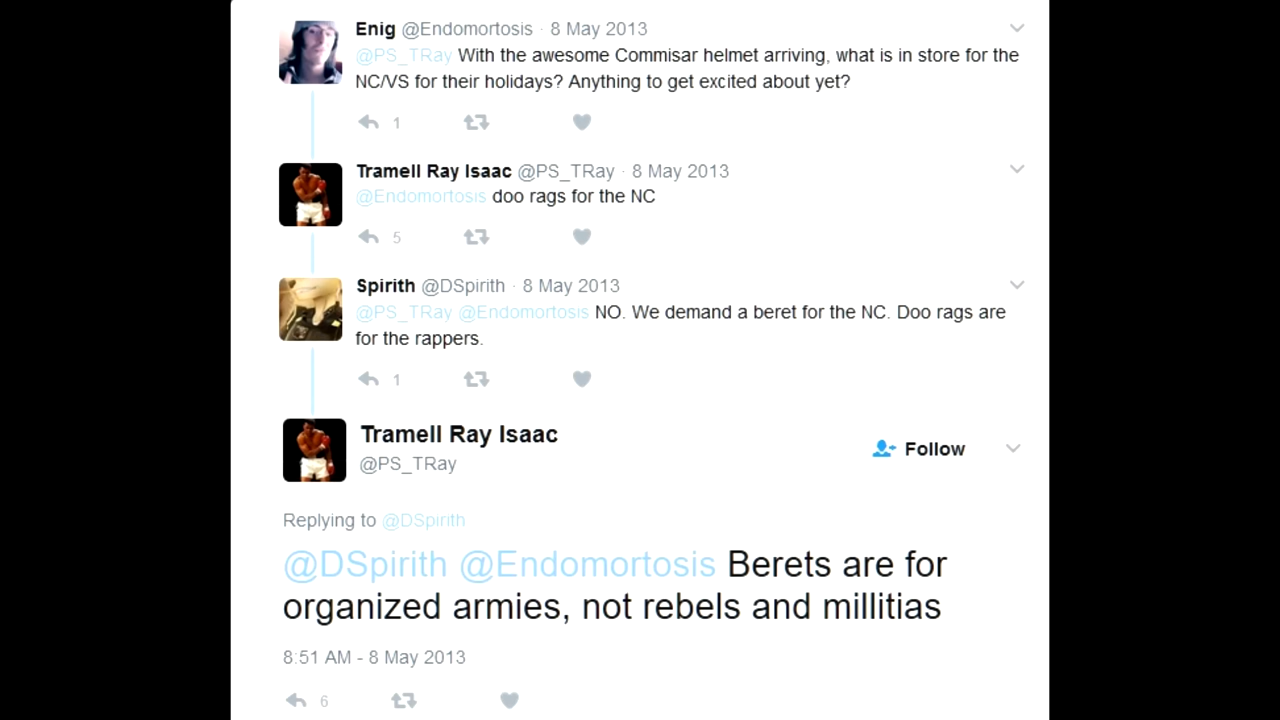 Enig @Endomortosis · 8 May 2013
@PS_TRay With the awesome Commisar helmet arriving, what is in store for the
NC/VS for their holidays? Anything to get excited about yet?
1
Tramell Ray Isaac @PS_TRay · 8 May 2013
@Endomortosis doo rags for the NC
5
Spirith @DSpirith · 8 May 2013
@PS_TRay @Endomortosis NO. We demand a beret for the NC. Doo rags are
for the rappers.
1
Tramell Ray Isaac
@PS_TRay
Follow
Replying to @DSpirith
@DSpirith @Endomortosis Berets are for
organized armies, not rebels and millitias
8:51 AM - 8 May 2013
6